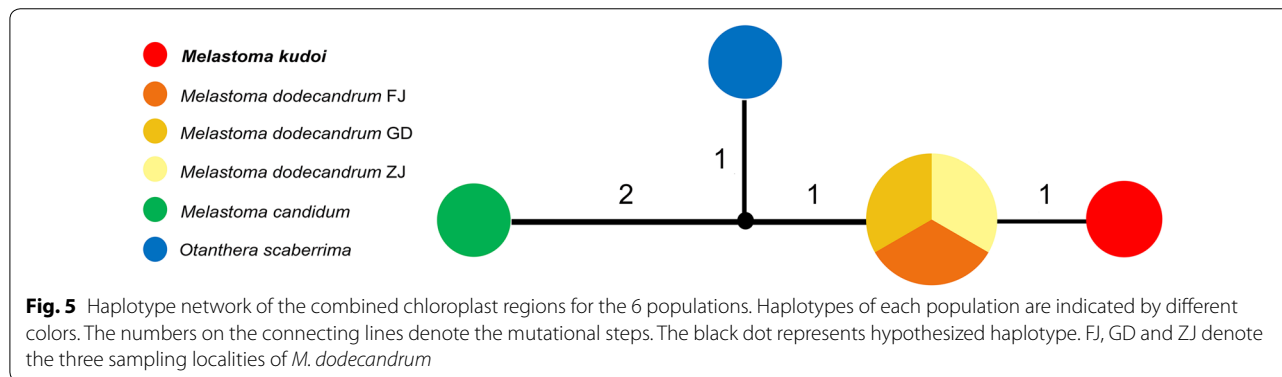 Melastoma kudoi
Melastoma dodecandrum FJ
Melastoma dodecandrum GD
Melastoma dodecandrum ZJ
Melastoma candidum
Otanthera scaberrima
1
2
1
1
Fig. 5 Haplotype network of the combined chloroplast regions for the 6 populations. Haplotypes of each population are indicated by different
colors. The numbers on the connecting lines denote the mutational steps. The black dot represents hypothesized haplotype. FJ, GD and ZJ denote
the three sampling localities of M. dodecandrum